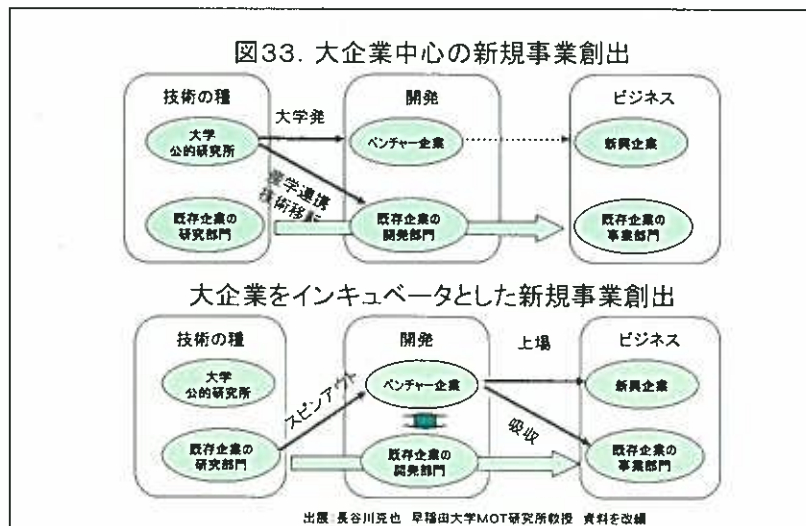 図33. 大企業中心の新規事業創出
技術の種
大学発
開発
ビジネス
大学
公的研究所
ベンチャー企業
新興企業
産学連携
技術移転
既存企業の
研究部門
既存企業の
開発部門
既存企業の
事業部門
大企業をインキュベータとした新規事業創出
技術の種
開発
上場
ビジネス
大学
公的研究所
スピンアウト
ベンチャー企業
新興企業
吸収
既存企業の
研究部門
既存企業の
開発部門
既存企業の
事業部門
出展:長谷川克也 早稲田大学MOT研究所教授 資料を改編